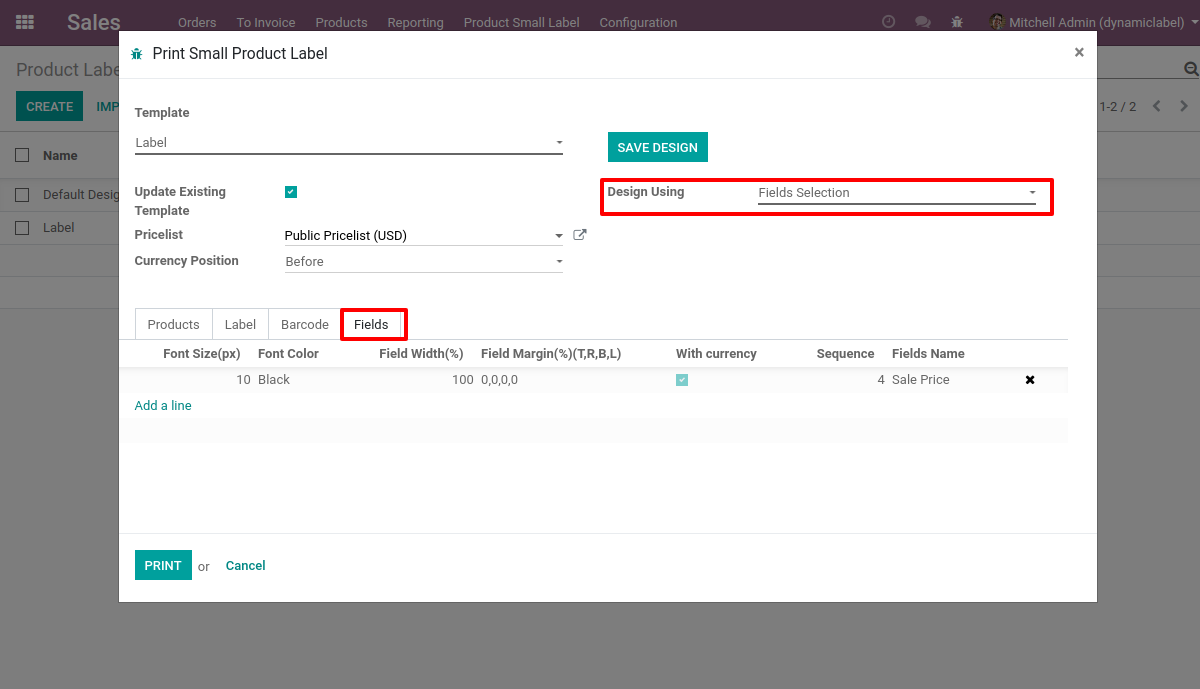 Sales Orders To Invoice Products Reporting Product Small Label Configuration Mitchell Admin (dynamiclabel)
Print Small Product Label ×
Product Labe
CREATE IMP 1-2 / 2
Template
Label
SAVE DESIGN
Name
Default Desig
Label
Update Existing Template
Design Using Fields Selection
Pricelist Public Pricelist (USD)
Currency Position Before
Products Label Barcode Fields
Font Size(px) Font Color Field Width(%) Field Margin(%)(T,R,B,L) With currency Sequence Fields Name
10 Black 100 0,0,0,0 4 Sale Price
Add a line
PRINT or Cancel